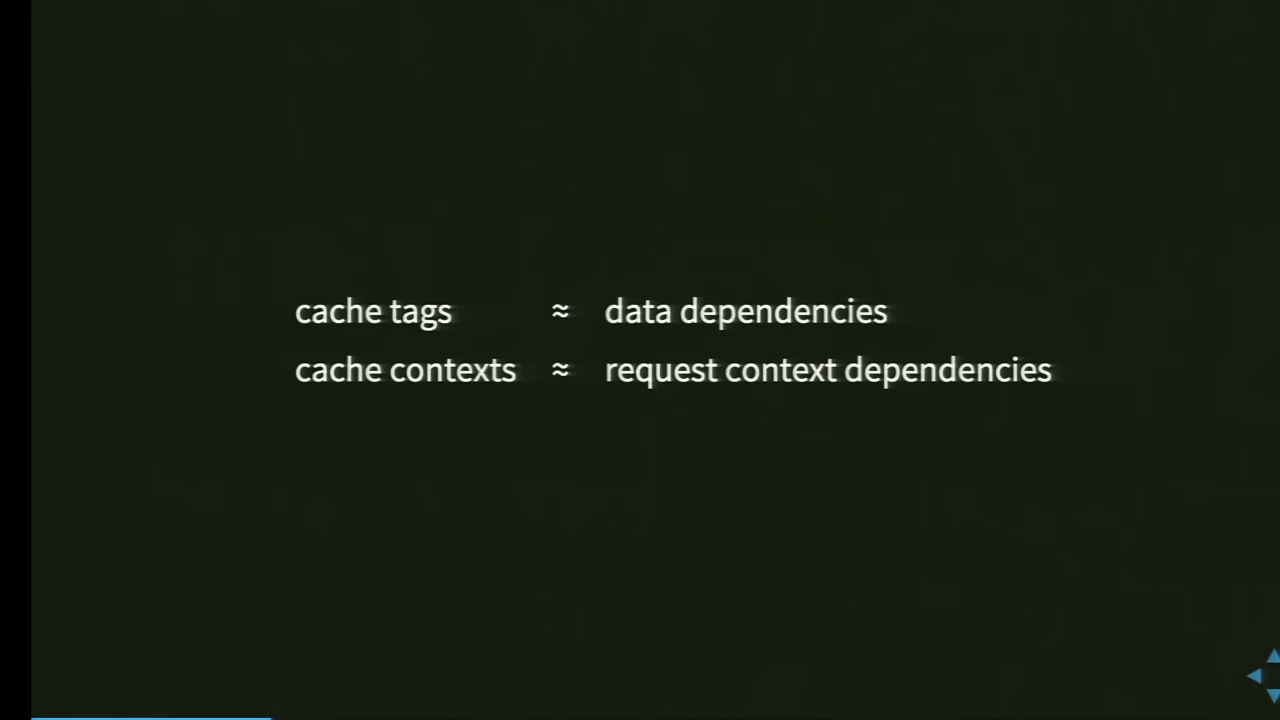 cache tags ≈ data dependencies
cache contexts ≈ request context dependencies